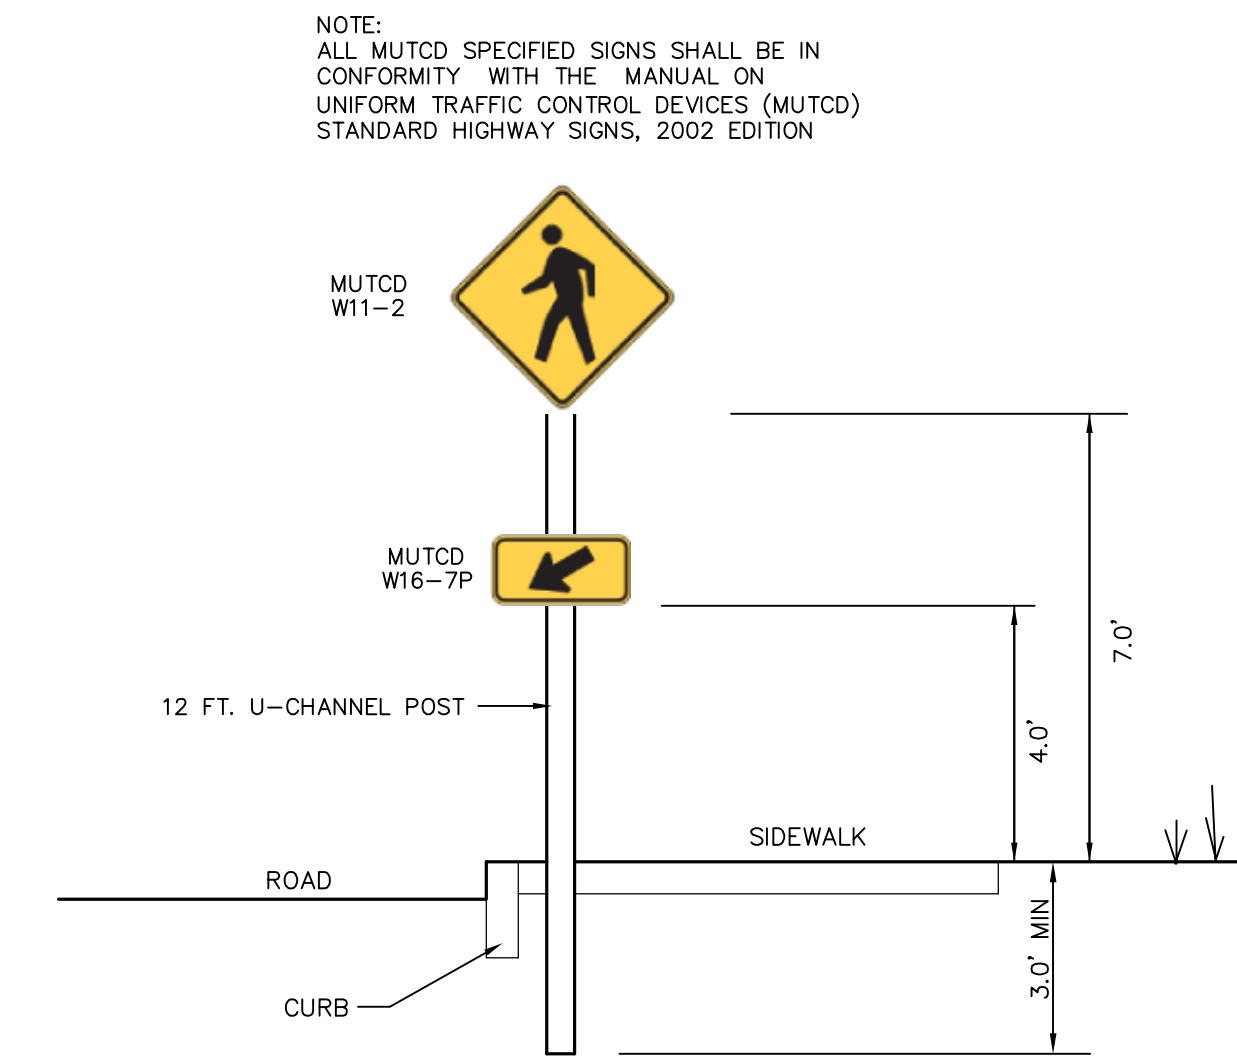 NOTE:
ALL MUTCD SPECIFIED SIGNS SHALL BE IN
CONFORMITY WITH THE MANUAL ON
UNIFORM TRAFFIC CONTROL DEVICES (MUTCD)
STANDARD HIGHWAY SIGNS, 2002 EDITION
MUTCD
W11-2
MUTCD
W16-7P
7.0'
12 FT. U-CHANNEL POST
4.0'
SIDEWALK
ROAD
3.0' MIN
CURB